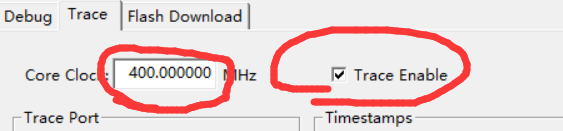 Debug Trace Flash Download
Core Clock: 400.000000 MHz Trace Enable
Trace Port Timestamps